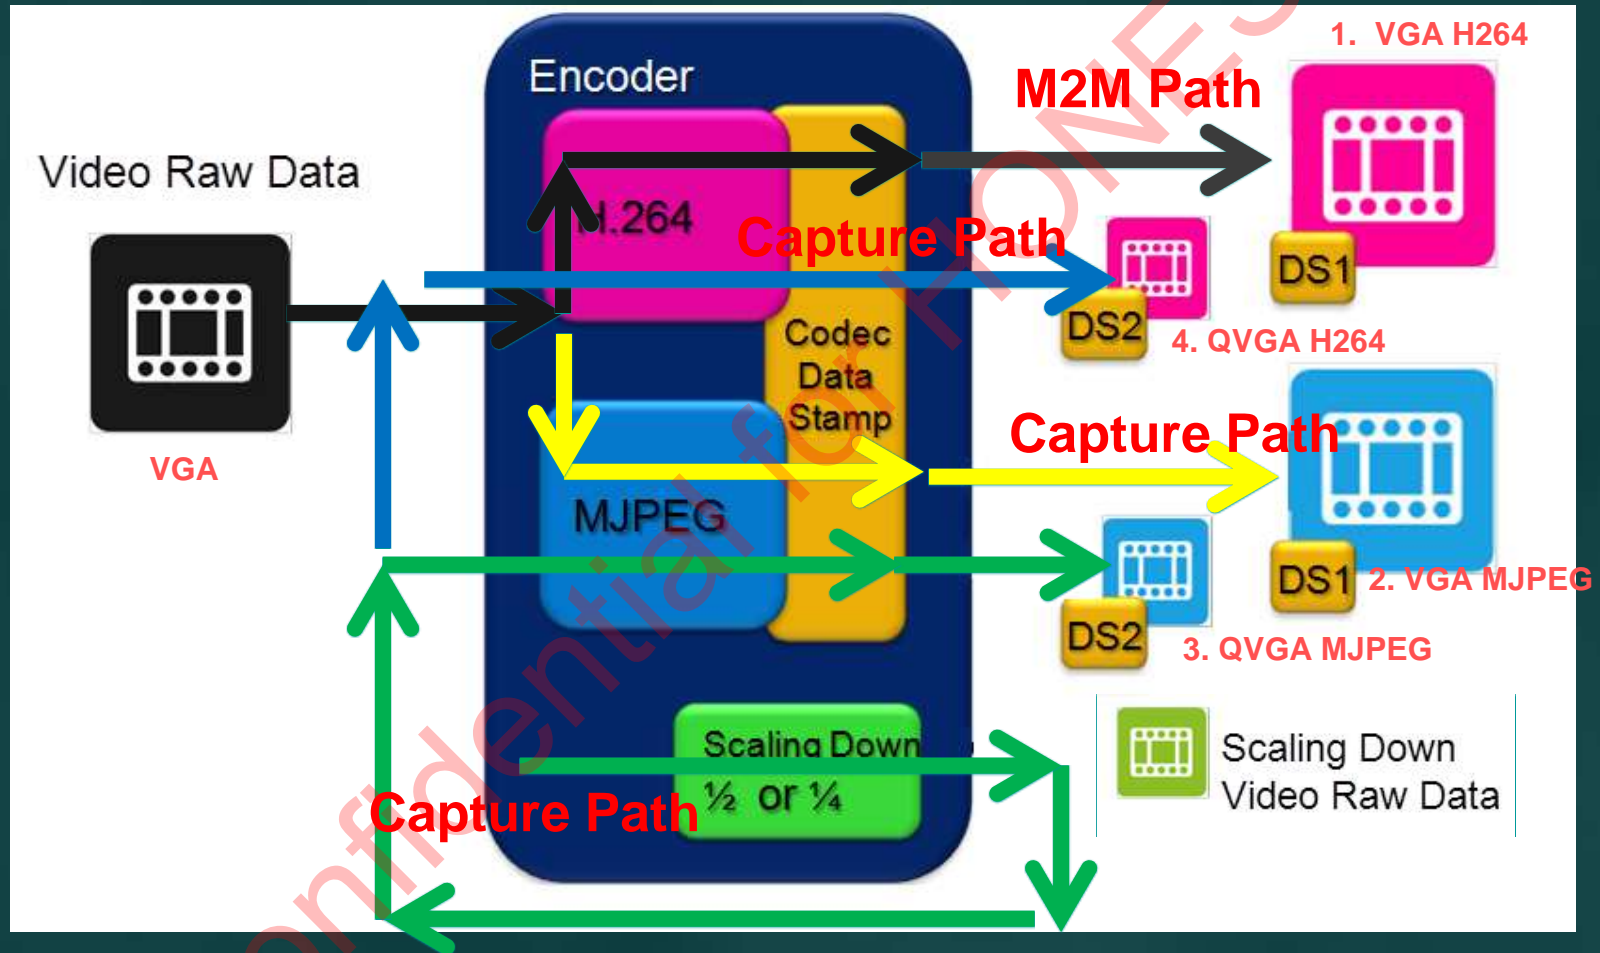 1. VGA H264
Encoder
M2M Path
Video Raw Data
H.264
Capture Path
DS1
DS2
4. QVGA H264
Codec
Data
Stamp
VGA
Capture Path
MJPEG
DS1
2. VGA MJPEG
DS2
3. QVGA MJPEG
Scaling Down
½ or ¼
Capture Path
Scaling Down
Video Raw Data